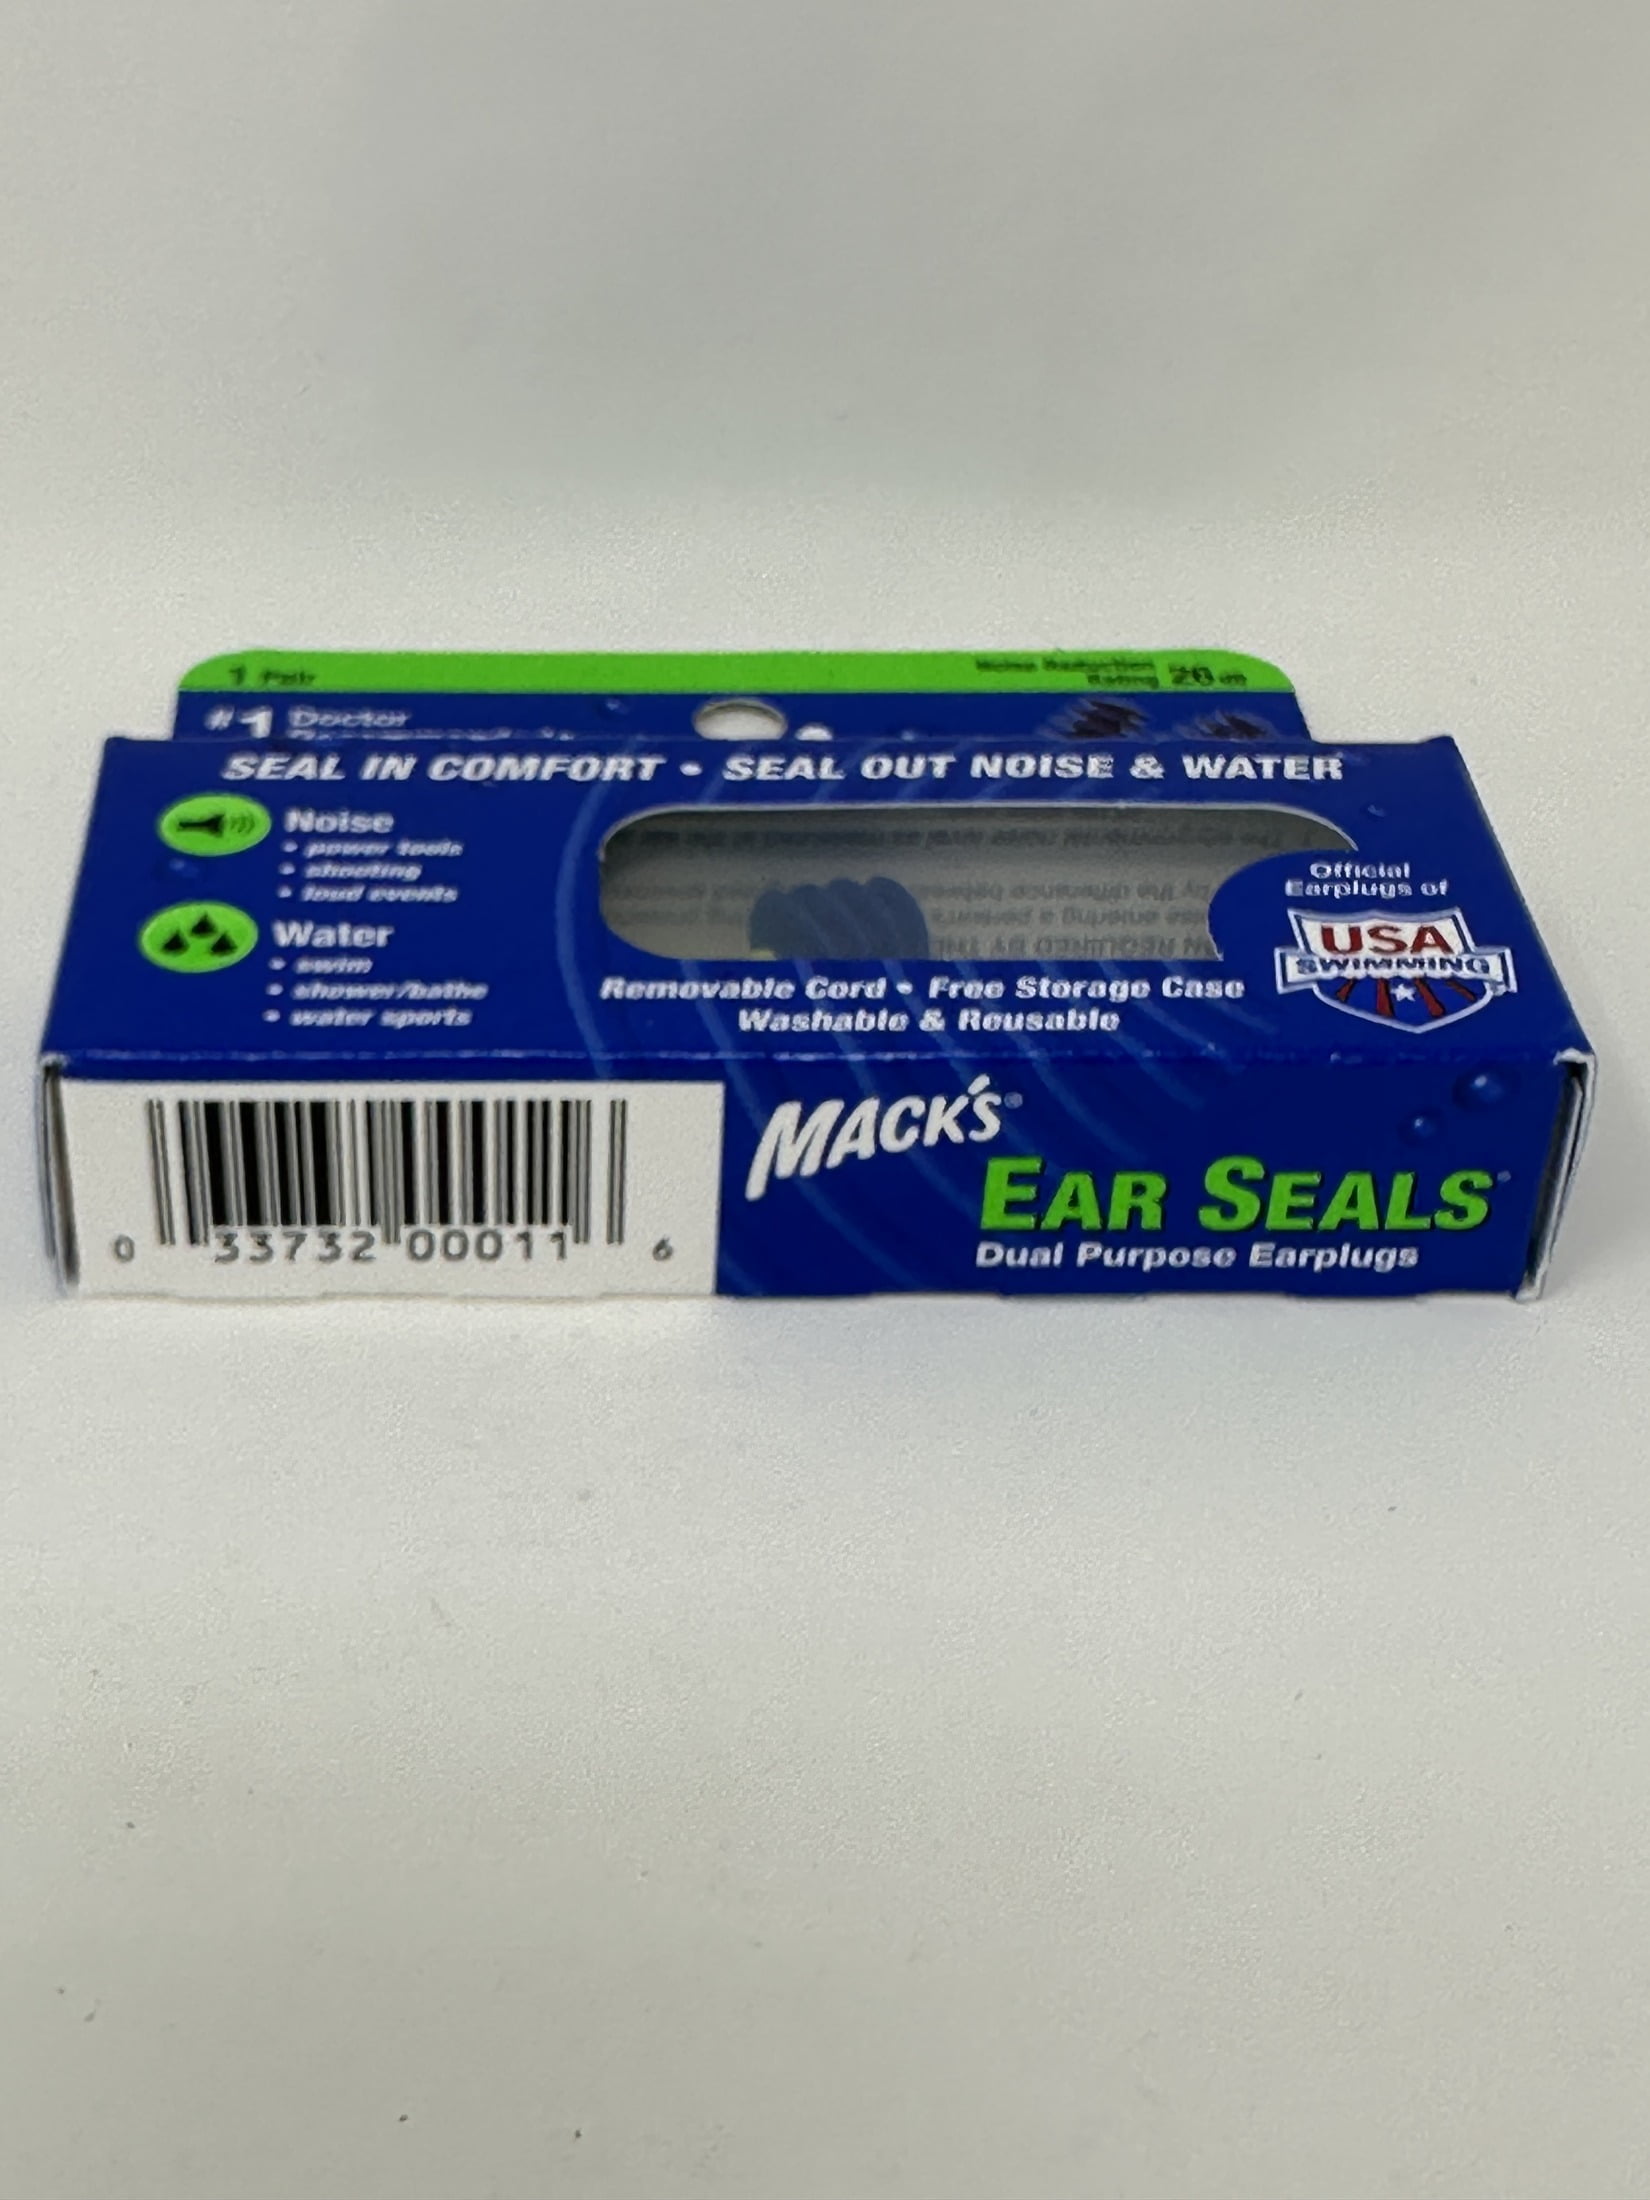 1 Pair
Noise Reduction
Rating 26 dB
#1 Doctor
SEAL IN COMFORT • SEAL OUT NOISE & WATER
Noise
• power tools
• shooting
• loud events
Water
• swim
• shower/bathe
• water sports
Official
Earplugs of
USA
SWIMMING
Removable Cord • Free Storage Case
Washable & Reusable
MACK'S®
EAR SEALS®
Dual Purpose Earplugs
0 33732 00011 6